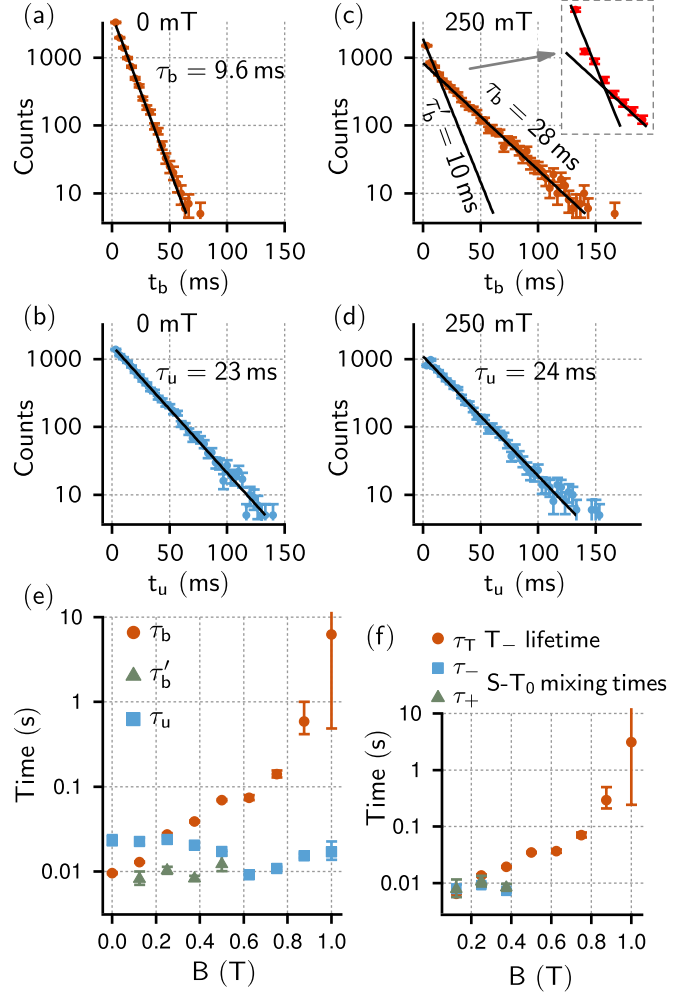 (a)
0 mT
1000
100
10
Counts
τb = 9.6 ms
0 50 100 150
tb (ms)
(c)
250 mT
1000
100
10
Counts
τb = 28 ms
τb′ = 10 ms
0 50 100 150
tb (ms)
(b)
0 mT
1000
100
10
Counts
τu = 23 ms
0 50 100 150
tu (ms)
(d)
250 mT
1000
100
10
Counts
τu = 24 ms
0 50 100 150
tu (ms)
(e)
10
1
0.1
0.01
Time (s)
τb
τb′
τu
0.0 0.2 0.4 0.6 0.8 1.0
B (T)
(f)
τT T− lifetime
τ−
τ+
S-T0 mixing times
10
1
0.1
0.01
Time (s)
0.2 0.4 0.6 0.8 1.0
B (T)